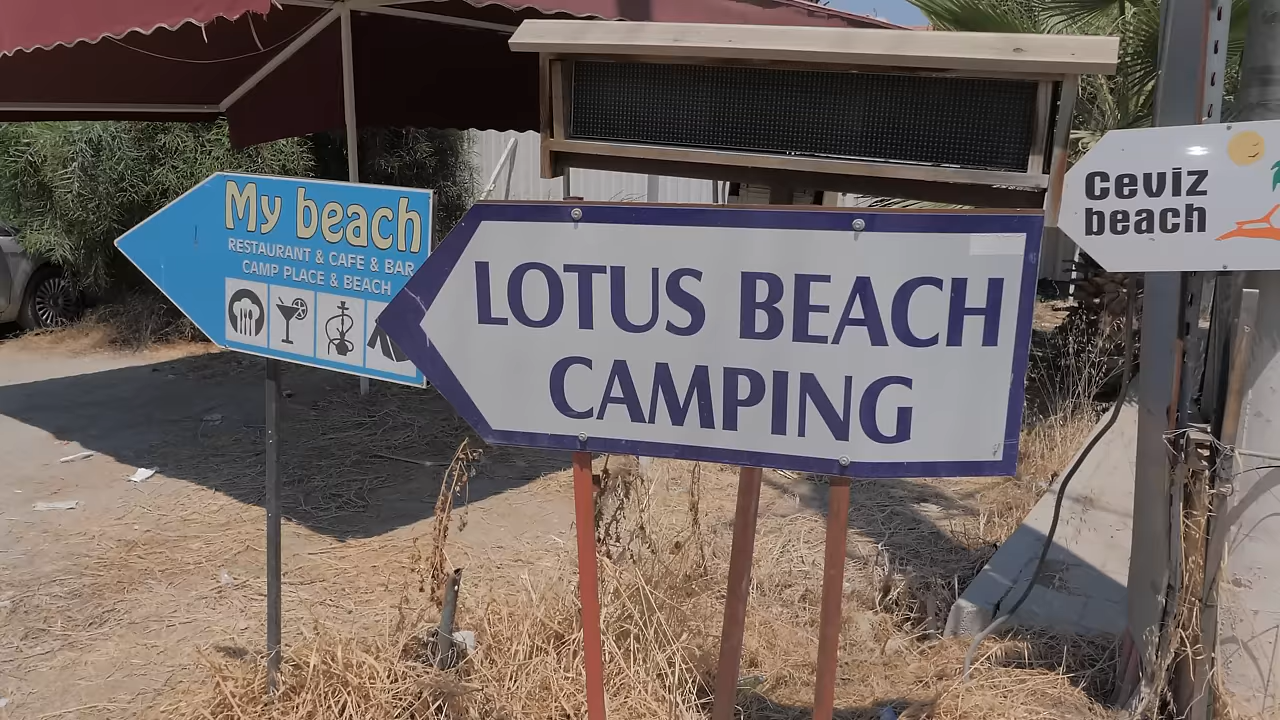 My beach
RESTAURANT & CAFE & BAR
CAMP PLACE & BEACH
LOTUS BEACH
CAMPING
Ceviz
beach